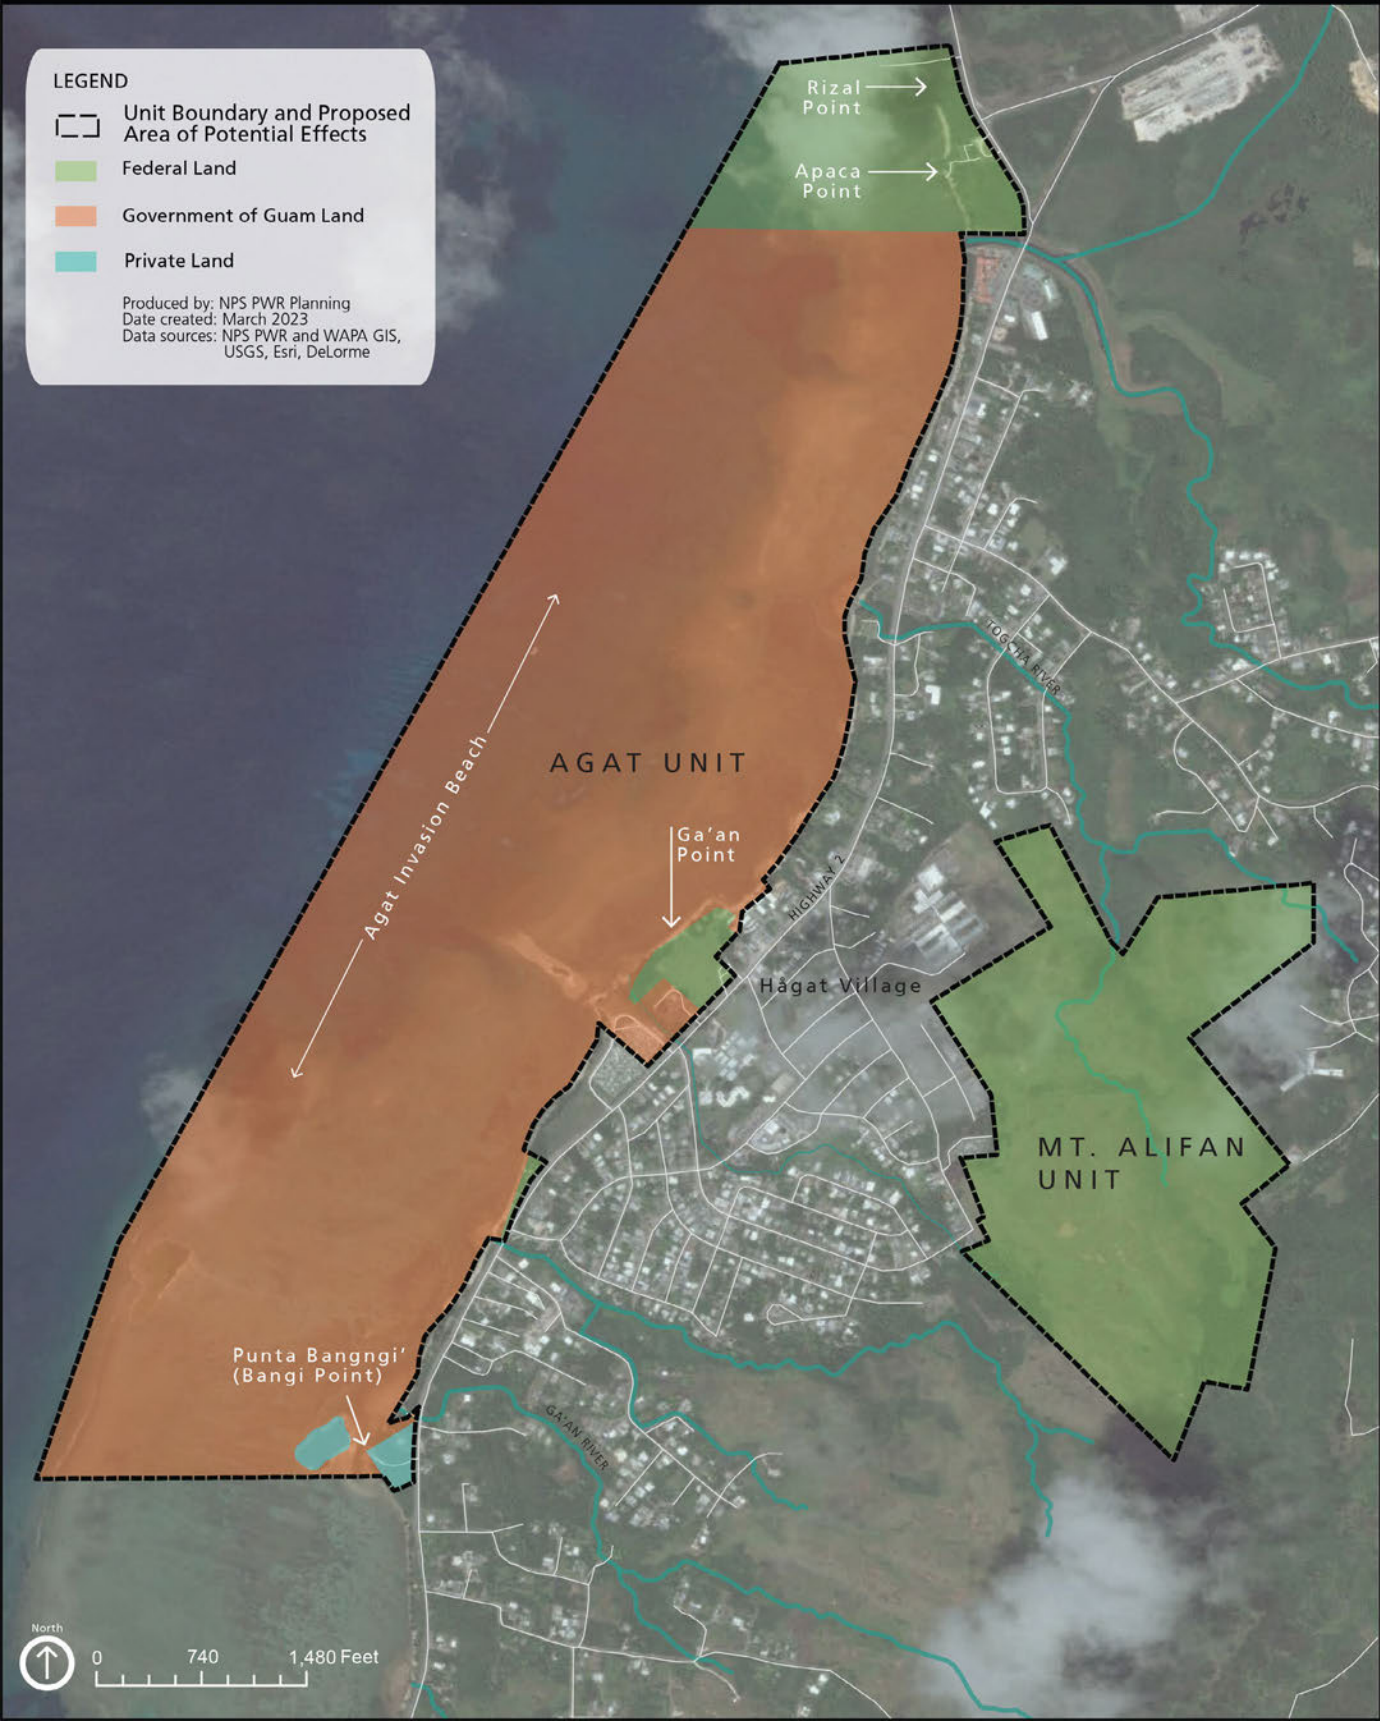 LEGEND
Unit Boundary and Proposed
Area of Potential Effects
Federal Land
Government of Guam Land
Private Land
Produced by: NPS PWR Planning
Date created: March 2023
Data sources: NPS PWR and WAPA GIS,
USGS, Esri, DeLorme
Rizal
Point
Apaca
Point
TOGCHA RIVER
AGAT UNIT
Agat Invasion Beach
Ga'an
Point
HIGHWAY 2
Hågat Village
MT. ALIFAN
UNIT
Punta Bangngi'
(Bangi Point)
GA'AN RIVER
North
0 740 1,480 Feet